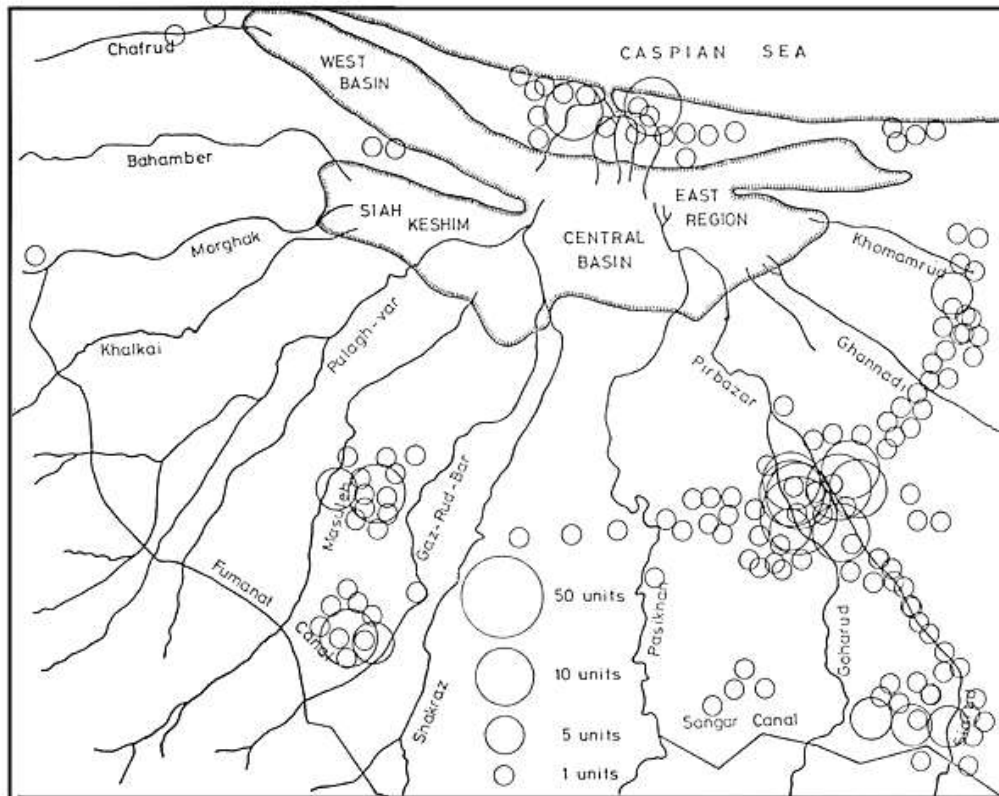 CASPIAN SEA
Chafrud
WEST
BASIN
Bahamber
SIAH
KESHIM
EAST
REGION
Morghak
CENTRAL
BASIN
Khomamrud
Khalkai
Pulagh-var
Pirbazar
Ghannadi
Masuleh
Gaz-Rud-Bar
Fumanat
Canal
50 units
Pasikhan
Goharud
10 units
Shakraz
Sangar Canal
5 units
1 units